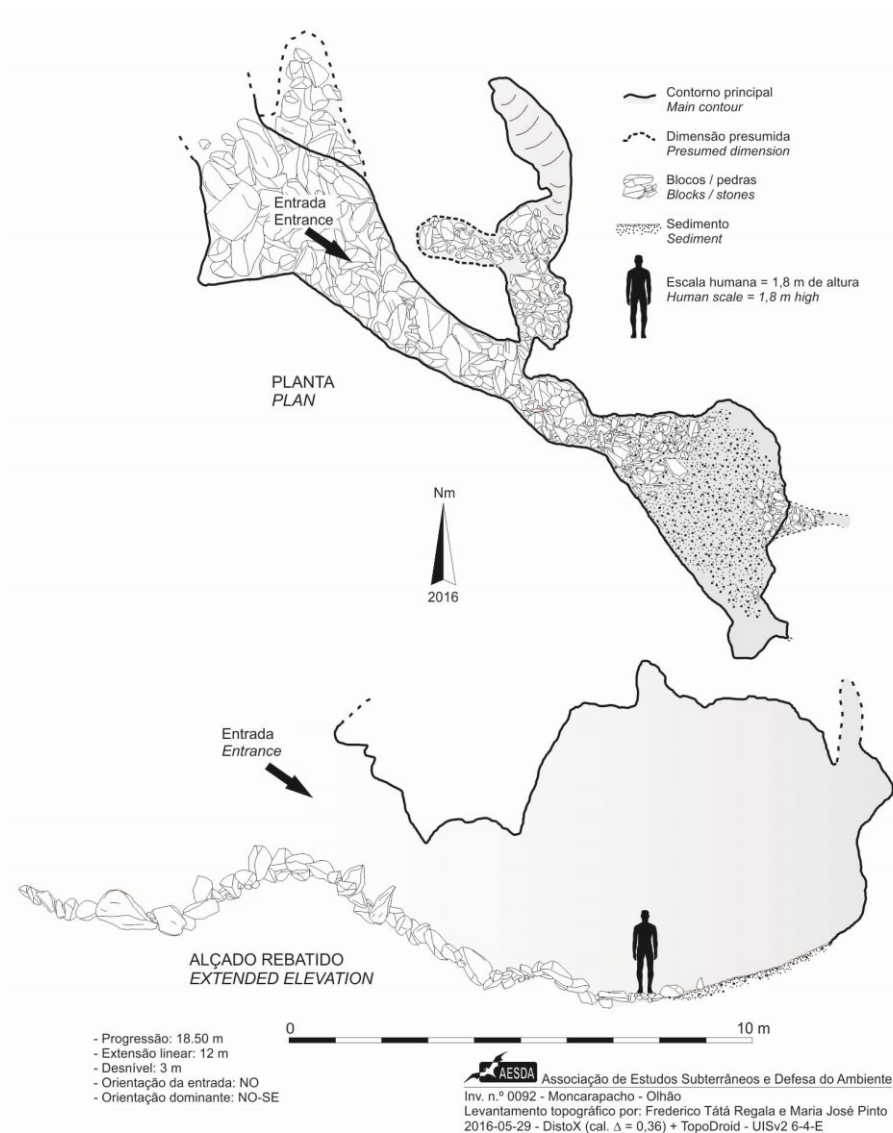 Contorno principal
Main contour
Dimensão presumida
Presumed dimension
Blocos / pedras
Blocks / stones
Sedimento
Sediment
Escala humana = 1,8 m de altura
Human scale = 1,8 m high
Entrada
Entrance
PLANTA
PLAN
Nm
2016
Entrada
Entrance
ALÇADO REBATIDO
EXTENDED ELEVATION
0
10 m
- Progressão: 18.50 m
- Extensão linear: 12 m
- Desnível: 3 m
- Orientação da entrada: NO
- Orientação dominante: NO-SE
AESDA Associação de Estudos Subterrâneos e Defesa do Ambiente
Inv. n.º 0092 - Moncarapacho - Olhão
Levantamento topográfico por: Frederico Tátá Regala e Maria José Pinto
2016-05-29 - DistoX (cal. Δ = 0,36) + TopoDroid - UISv2 6-4-E